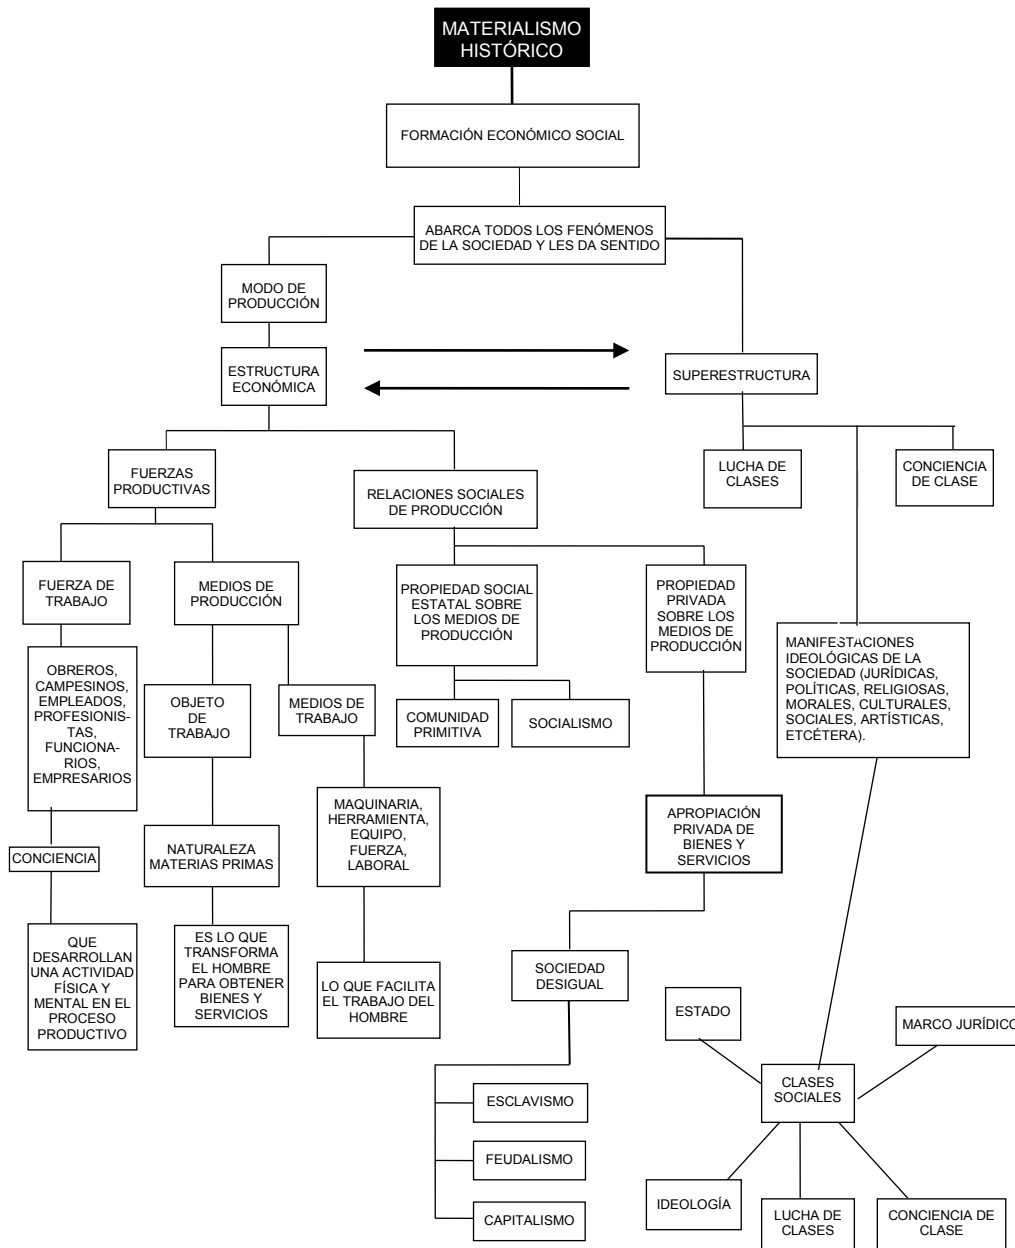 MATERIALISMO
HISTÓRICO
FORMACIÓN ECONÓMICO SOCIAL
ABARCA TODOS LOS FENÓMENOS
DE LA SOCIEDAD Y LES DA SENTIDO
MODO DE
PRODUCCIÓN
ESTRUCTURA
ECONÓMICA
SUPERESTRUCTURA
FUERZAS
PRODUCTIVAS
RELACIONES SOCIALES
DE PRODUCCIÓN
LUCHA DE
CLASES
CONCIENCIA
DE CLASE
FUERZA DE
TRABAJO
MEDIOS DE
PRODUCCIÓN
PROPIEDAD SOCIAL
ESTATAL SOBRE
LOS MEDIOS DE
PRODUCCIÓN
PROPIEDAD
PRIVADA
SOBRE LOS
MEDIOS DE
PRODUCCIÓN
MANIFESTACIONES
IDEOLÓGICAS DE LA
SOCIEDAD (JURÍDICAS,
POLÍTICAS, RELIGIOSAS,
MORALES, CULTURALES,
SOCIALES, ARTÍSTICAS,
ETCÉTERA).
OBREROS,
CAMPESINOS,
EMPLEADOS,
PROFESIONIS-
TAS,
FUNCIONA-
RIOS,
EMPRESARIOS
OBJETO
DE
TRABAJO
MEDIOS DE
TRABAJO
COMUNIDAD
PRIMITIVA
SOCIALISMO
CONCIENCIA
NATURALEZA
MATERIAS PRIMAS
MAQUINARIA,
HERRAMIENTA,
EQUIPO,
FUERZA,
LABORAL
APROPIACIÓN
PRIVADA DE
BIENES Y
SERVICIOS
QUE
DESARROLLAN
UNA ACTIVIDAD
FÍSICA Y
MENTAL EN EL
PROCESO
PRODUCTIVO
ES LO QUE
TRANSFORMA
EL HOMBRE
PARA OBTENER
BIENES Y
SERVICIOS
LO QUE FACILITA
EL TRABAJO DEL
HOMBRE
SOCIEDAD
DESIGUAL
ESTADO
MARCO JURÍDICO
CLASES
SOCIALES
ESCLAVISMO
FEUDALISMO
CAPITALISMO
IDEOLOGÍA
LUCHA DE
CLASES
CONCIENCIA DE
CLASE